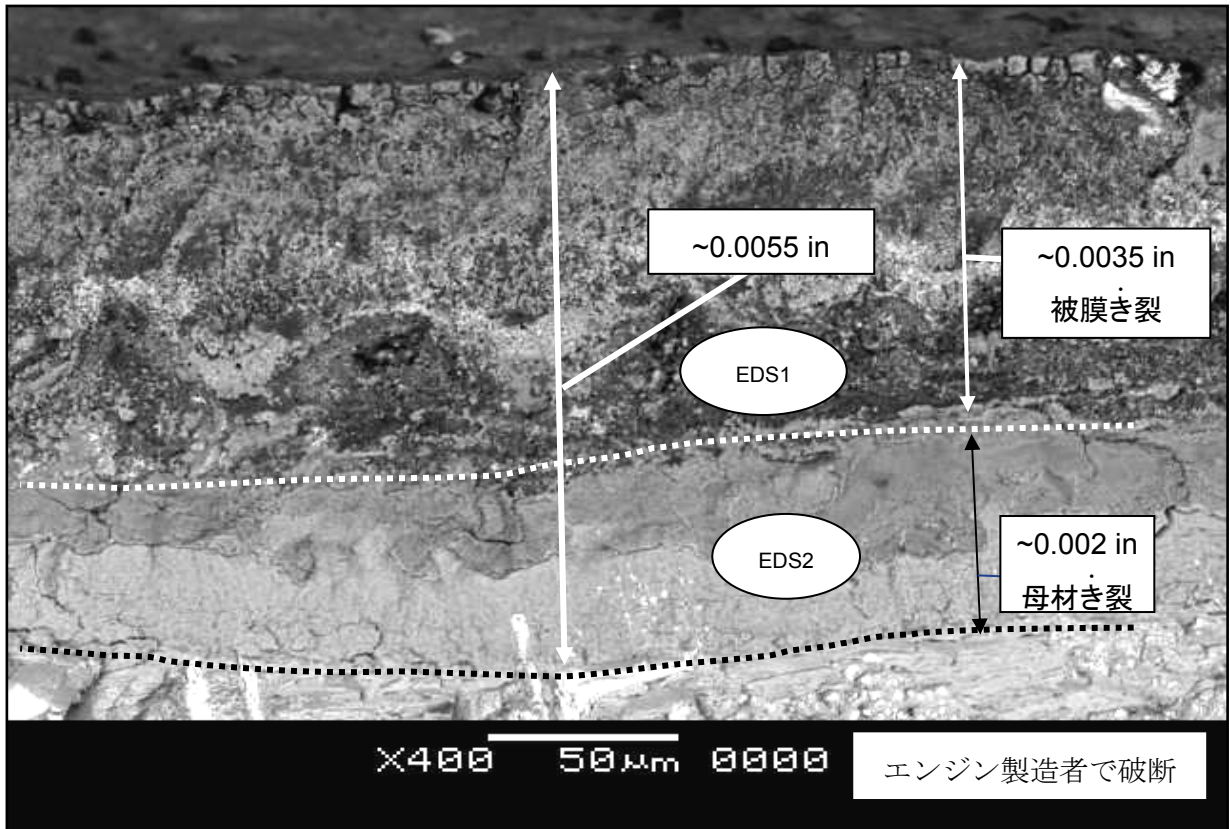 ~0.0055 in
~0.0035 in
・
被膜き裂
EDS1
EDS2
~0.002 in
・
母材き裂
X400 50μm 0000
エンジン製造者で破断